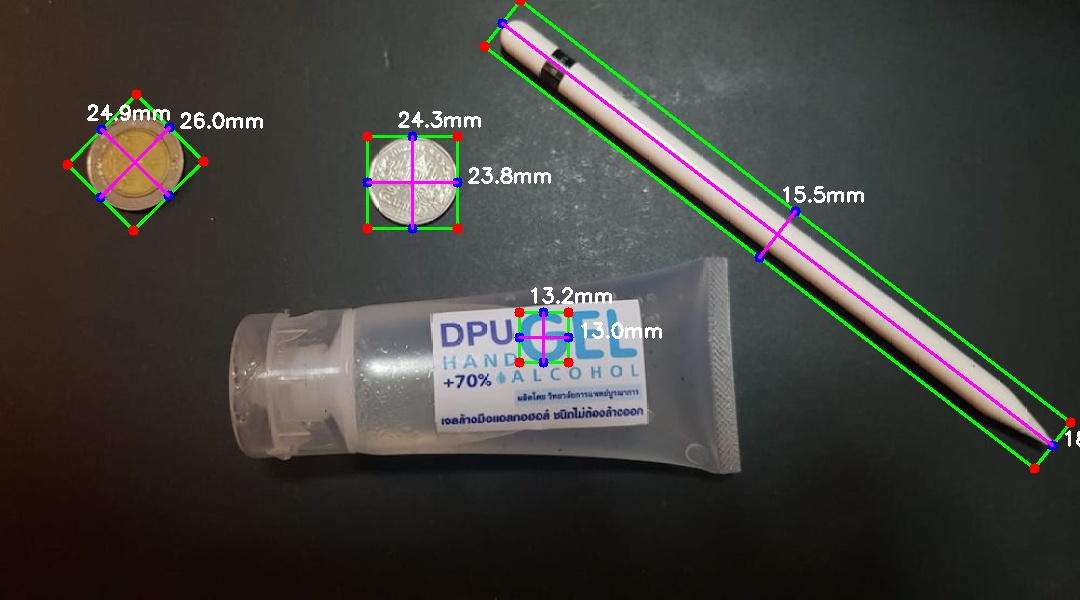 24.9mm
26.0mm
24.3mm
23.8mm
15.5mm
18
13.2mm
13.0mm
DPU GEL
HAND
ALCOHOL
+70%
ผลิตโดย วิทยาลัยการแพทย์บูรณาการ
เจลล้างมือแอลกอฮอล์ ชนิดไม่ต้องล้างออก